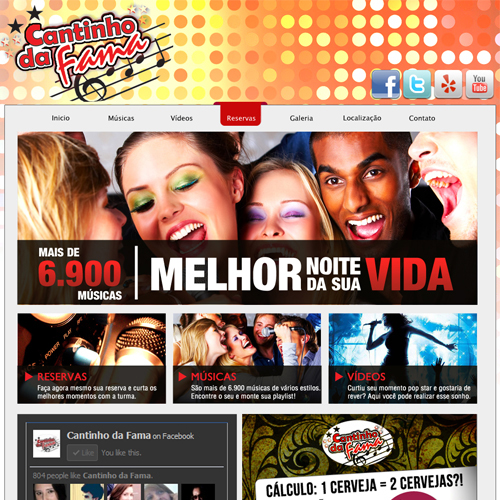 Cantinho
da Fama
You
Tube
Inicio Músicas Vídeos Reservas Galeria Localização Contato
MAIS DE
6.900
MÚSICAS
MELHOR NOITE DA SUA VIDA
RESERVAS
Faça agora mesmo sua reserva e curta os
melhores momentos com a turma.
MÚSICAS
São mais de 6.900 músicas de vários estilos.
Encontre o seu e monte sua playlist!
VÍDEOS
Curtiu seu momento pop star e gostaria de
rever? Aqui você pode realizar esse sonho.
Cantinho da Fama on Facebook
Like You like this.
804 people like Cantinho da Fama.
Cantinho
da Fama
CÁLCULO: 1 CERVEJA = 2 CERVEJAS?!